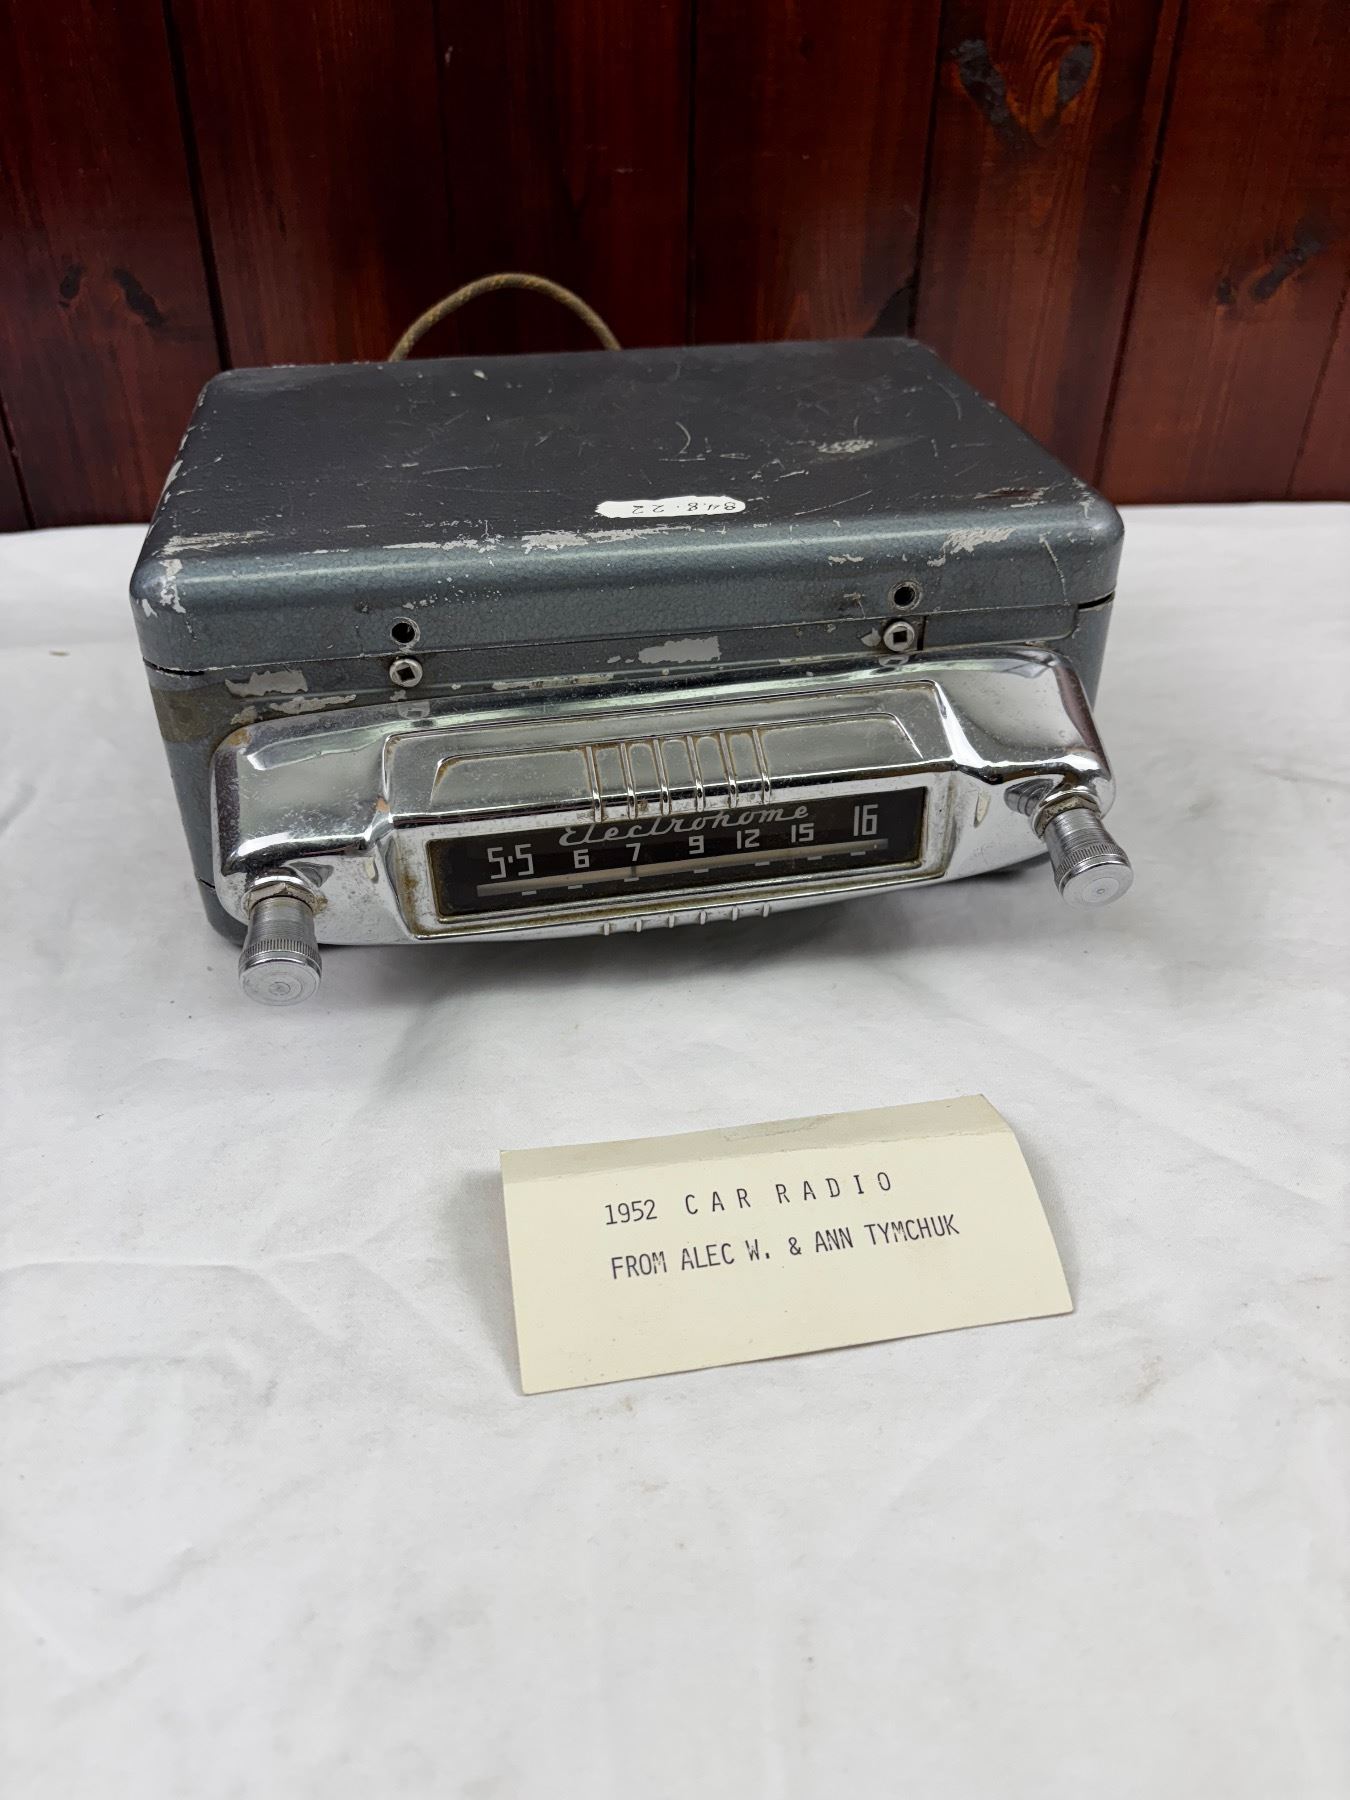 848.22
Electrohome
5.5 6 7 9 12 15 16
1952 CAR RADIO
FROM ALEC W. & ANN TYMCHUK